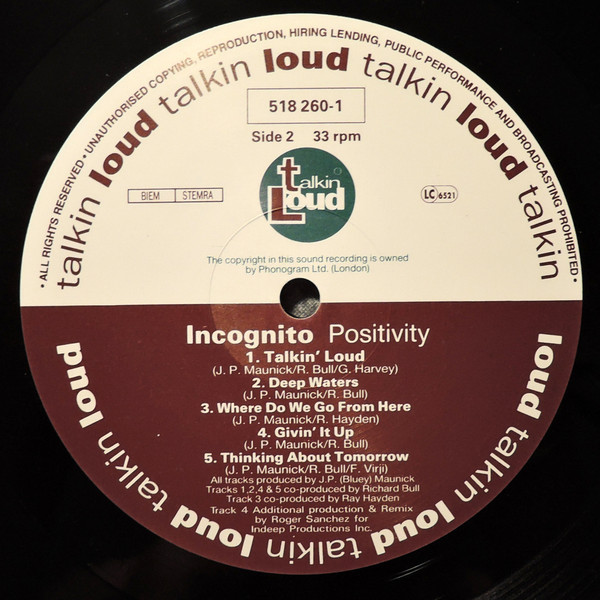 • ALL RIGHTS RESERVED • UNAUTHORISED COPYING, REPRODUCTION, HIRING LENDING, PUBLIC PERFORMANCE AND BROADCASTING PROHIBITED •
talkin loud talkin loud talkin loud talkin
518 260-1
Side 2 33 rpm
BIEM STEMRA
talkin Loud
LC 6521
The copyright in this sound recording is owned
by Phonogram Ltd. (London)
Incognito Positivity
1. Talkin' Loud
(J. P. Maunick/R. Bull/G. Harvey)
2. Deep Waters
(J. P. Maunick/R. Bull)
3. Where Do We Go From Here
(J. P. Maunick/R. Hayden)
4. Givin' It Up
(J. P. Maunick/R. Bull)
5. Thinking About Tomorrow
(J. P. Maunick/R. Bull/F. Virji)
All tracks produced by J.P. (Bluey) Maunick
Tracks 1,2,4 & 5 co-produced by Richard Bull
Track 3 co-produced by Ray Hayden
Track 4 Additional production & Remix
by Roger Sanchez for
Indeep Productions Inc.
loud talkin loud talkin loud talkin loud